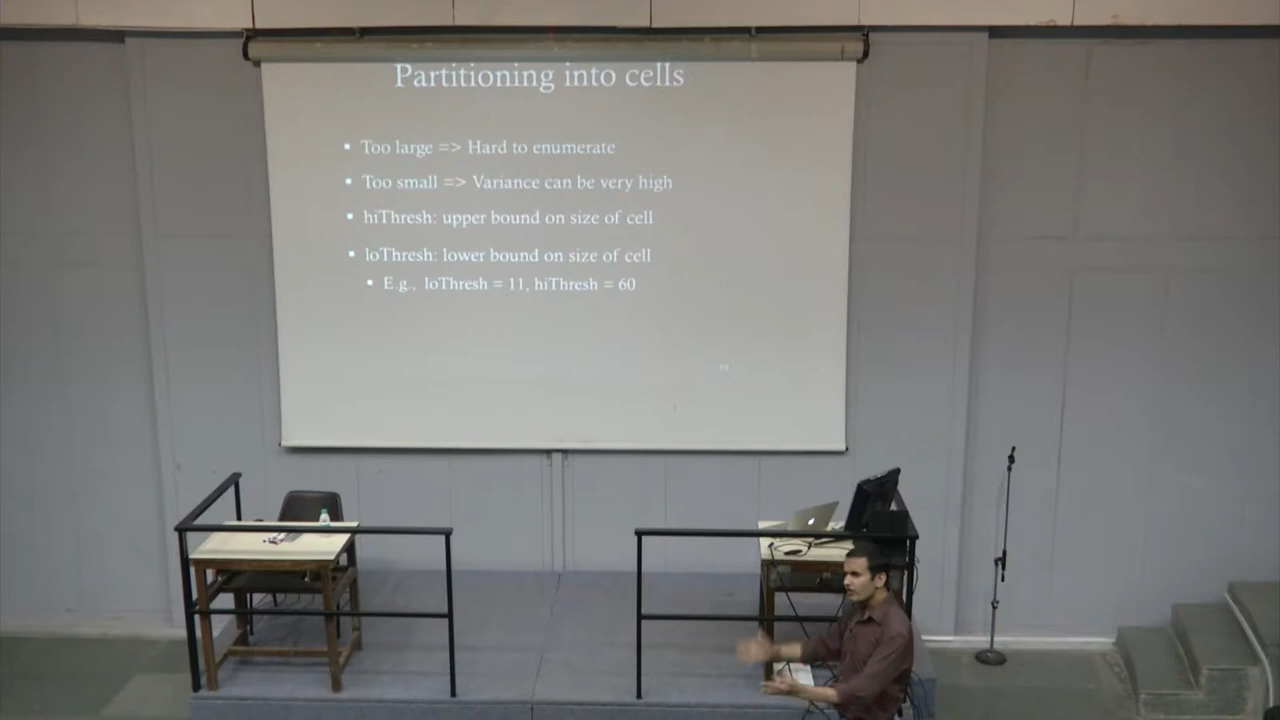 Partitioning into cells
▪ Too large => Hard to enumerate
▪ Too small => Variance can be very high
▪ hiThresh: upper bound on size of cell
▪ loThresh: lower bound on size of cell
▪ E.g., loThresh = 11, hiThresh = 60